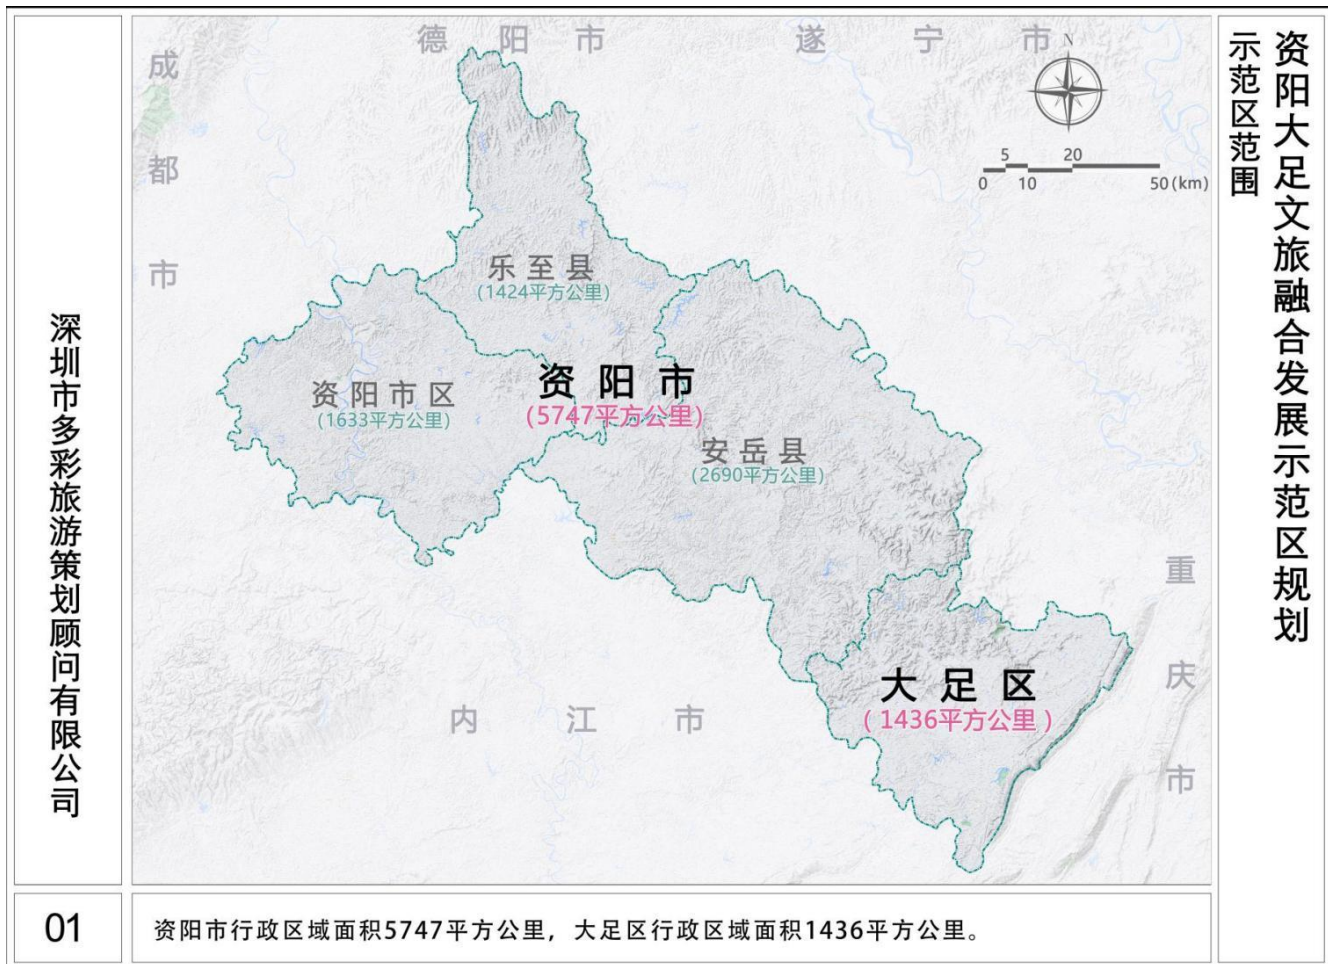 资阳大足文旅融合发展示范区规划
示范区范围
德阳市
遂宁市
成都市
N
5 20
0 10 50(km)
乐至县
(1424平方公里)
资阳市区
(1633平方公里)
资阳市
(5747平方公里)
安岳县
(2690平方公里)
大足区
(1436平方公里)
内江市
重庆市
深圳市多彩旅游策划顾问有限公司
01
资阳市行政区域面积5747平方公里，大足区行政区域面积1436平方公里。